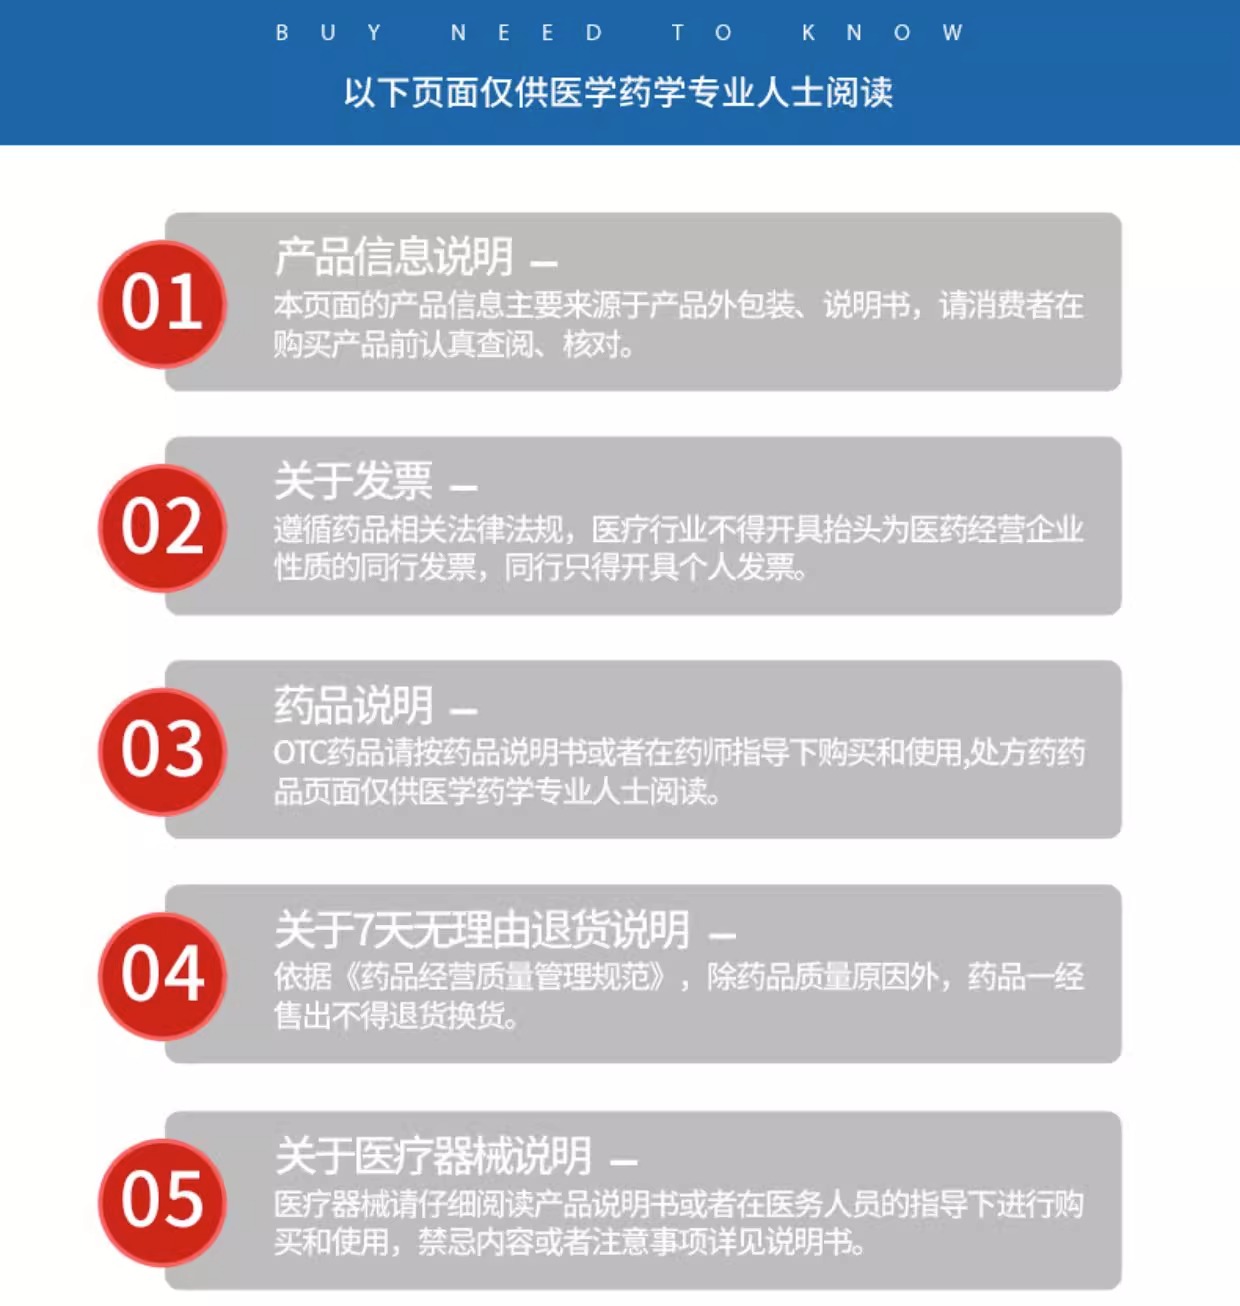 BUY NEED TO KNOW
以下页面仅供医学药学专业人士阅读
01
产品信息说明 –
本页面的产品信息主要来源于产品外包装、说明书，请消费者在
购买产品前认真查阅、核对。
02
关于发票 –
遵循药品相关法律法规，医疗行业不得开具抬头为医药经营企业
性质的同行发票，同行只得开具个人发票。
03
药品说明 –
OTC药品请按药品说明书或者在药师指导下购买和使用,处方药药
品页面仅供医学药学专业人士阅读。
04
关于7天无理由退货说明 –
依据《药品经营质量管理规范》，除药品质量原因外，药品一经
售出不得退货换货。
05
关于医疗器械说明 –
医疗器械请仔细阅读产品说明书或者在医务人员的指导下进行购
买和使用，禁忌内容或者注意事项详见说明书。